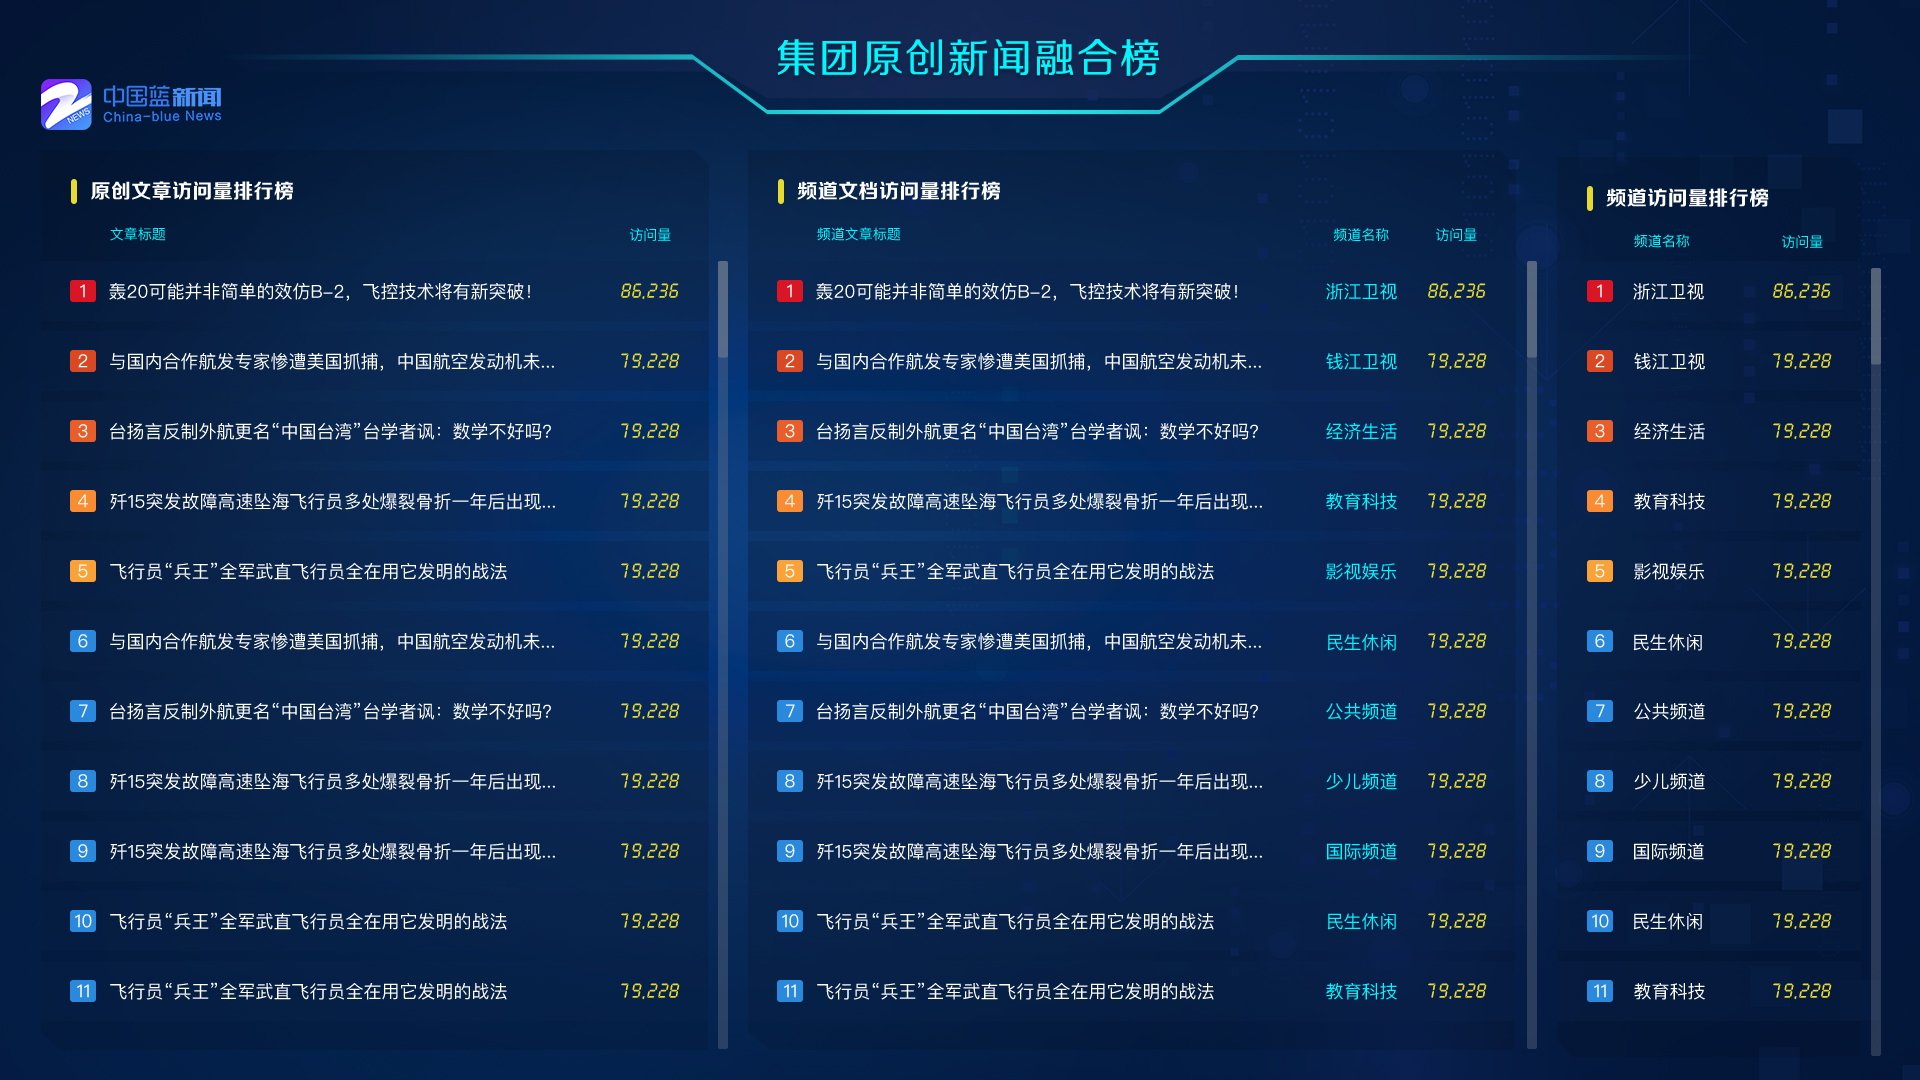 集团原创新闻融合榜
中国蓝新闻
China-blue News
NEWS
原创文章访问量排行榜
文章标题 访问量
1 轰20可能并非简单的效仿B-2，飞控技术将有新突破！ 86,236
2 与国内合作航发专家惨遭美国抓捕，中国航空发动机未... 79,228
3 台扬言反制外航更名“中国台湾”台学者讽：数学不好吗？ 79,228
4 歼15突发故障高速坠海飞行员多处爆裂骨折一年后出现... 79,228
5 飞行员“兵王”全军武直飞行员全在用它发明的战法 79,228
6 与国内合作航发专家惨遭美国抓捕，中国航空发动机未... 79,228
7 台扬言反制外航更名“中国台湾”台学者讽：数学不好吗？ 79,228
8 歼15突发故障高速坠海飞行员多处爆裂骨折一年后出现... 79,228
9 歼15突发故障高速坠海飞行员多处爆裂骨折一年后出现... 79,228
10 飞行员“兵王”全军武直飞行员全在用它发明的战法 79,228
11 飞行员“兵王”全军武直飞行员全在用它发明的战法 79,228
频道文档访问量排行榜
频道文章标题 频道名称 访问量
1 轰20可能并非简单的效仿B-2，飞控技术将有新突破！ 浙江卫视 86,236
2 与国内合作航发专家惨遭美国抓捕，中国航空发动机未... 钱江卫视 79,228
3 台扬言反制外航更名“中国台湾”台学者讽：数学不好吗？ 经济生活 79,228
4 歼15突发故障高速坠海飞行员多处爆裂骨折一年后出现... 教育科技 79,228
5 飞行员“兵王”全军武直飞行员全在用它发明的战法 影视娱乐 79,228
6 与国内合作航发专家惨遭美国抓捕，中国航空发动机未... 民生休闲 79,228
7 台扬言反制外航更名“中国台湾”台学者讽：数学不好吗？ 公共频道 79,228
8 歼15突发故障高速坠海飞行员多处爆裂骨折一年后出现... 少儿频道 79,228
9 歼15突发故障高速坠海飞行员多处爆裂骨折一年后出现... 国际频道 79,228
10 飞行员“兵王”全军武直飞行员全在用它发明的战法 民生休闲 79,228
11 飞行员“兵王”全军武直飞行员全在用它发明的战法 教育科技 79,228
频道访问量排行榜
频道名称 访问量
1 浙江卫视 86,236
2 钱江卫视 79,228
3 经济生活 79,228
4 教育科技 79,228
5 影视娱乐 79,228
6 民生休闲 79,228
7 公共频道 79,228
8 少儿频道 79,228
9 国际频道 79,228
10 民生休闲 79,228
11 教育科技 79,228